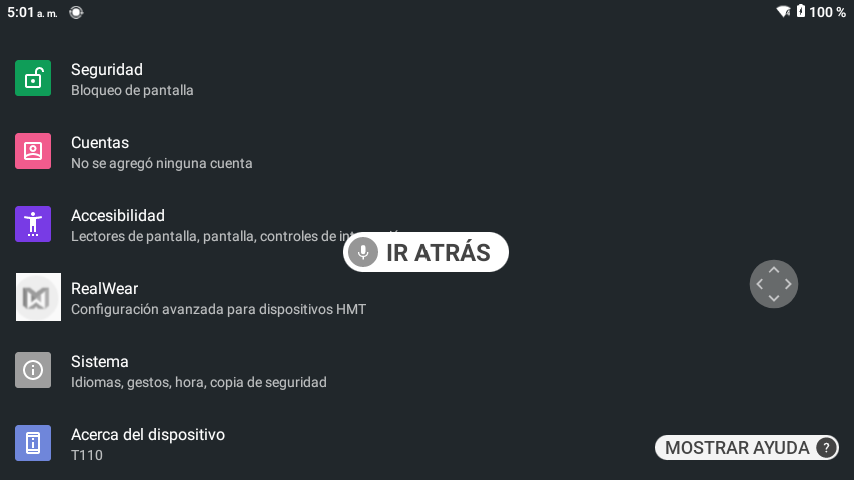 5:01 a. m.
100 %
Seguridad
Bloqueo de pantalla
Cuentas
No se agregó ninguna cuenta
Accesibilidad
Lectores de pantalla, pantalla, controles de
IR ATRÁS
RealWear
Configuración avanzada para dispositivos HMT
Sistema
Idiomas, gestos, hora, copia de seguridad
Acerca del dispositivo
T110
MOSTRAR AYUDA ?